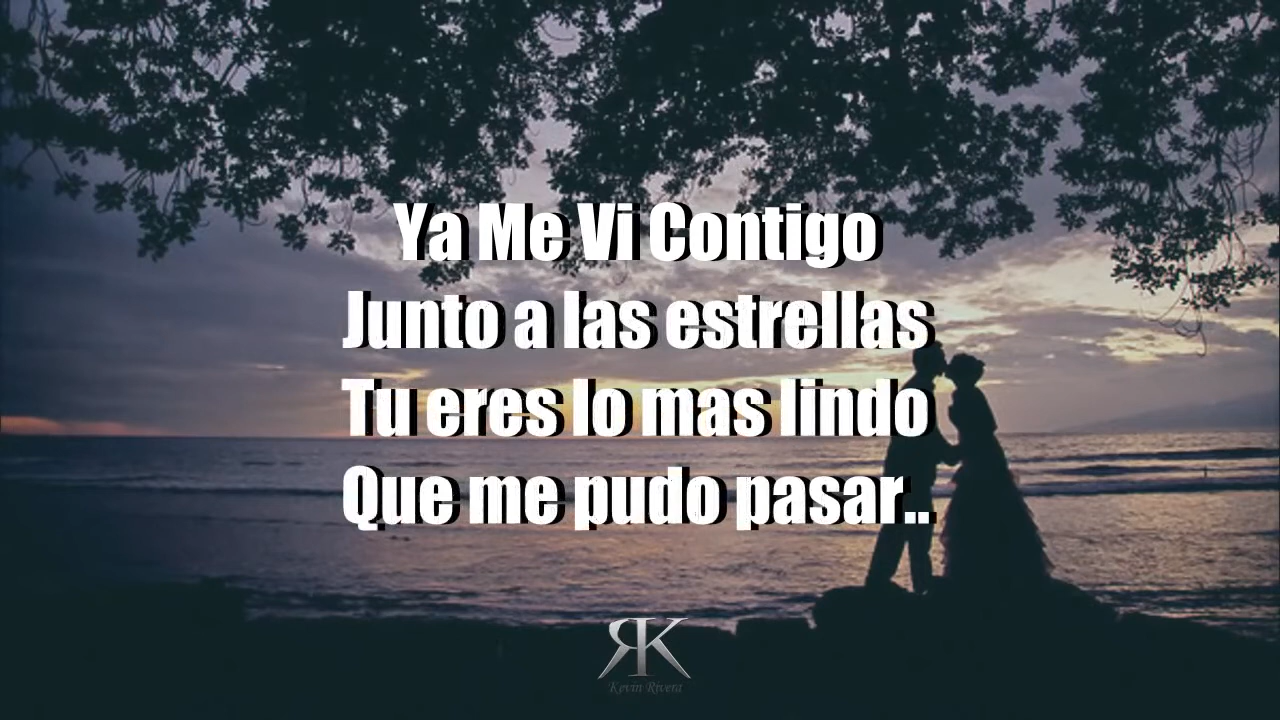 Ya Me Vi Contigo
Junto a las estrellas
Tu eres lo mas lindo
Que me pudo pasar..
RK
Kevin Rivera